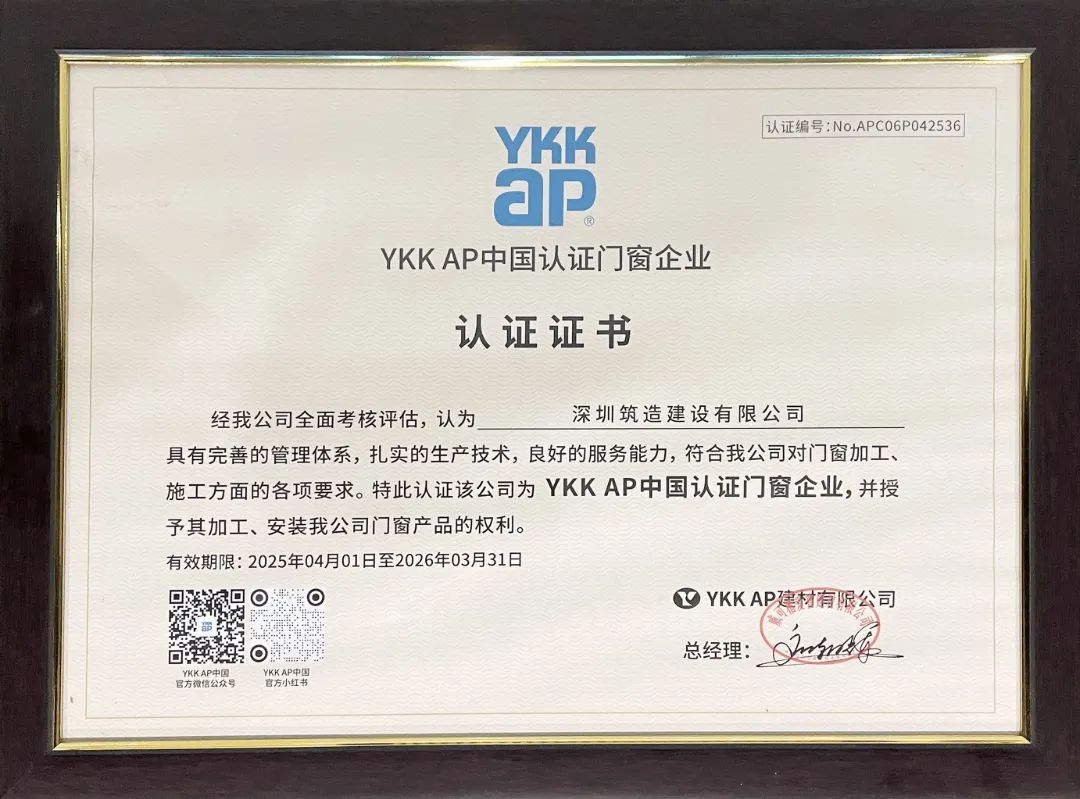 认证编号:No.APC06P042536
YKK
aP®
YKK AP中国认证门窗企业
认证证书
经我公司全面考核评估，认为 深圳筑造建设有限公司
具有完善的管理体系，扎实的生产技术，良好的服务能力，符合我公司对门窗加工、
施工方面的各项要求。特此认证该公司为 YKK AP中国认证门窗企业，并授
予其加工、安装我公司门窗产品的权利。
有效期限：2025年04月01日至2026年03月31日
YKK AP建材有限公司
总经理：
YKK AP中国
官方微信公众号
YKK AP中国
官方小红书